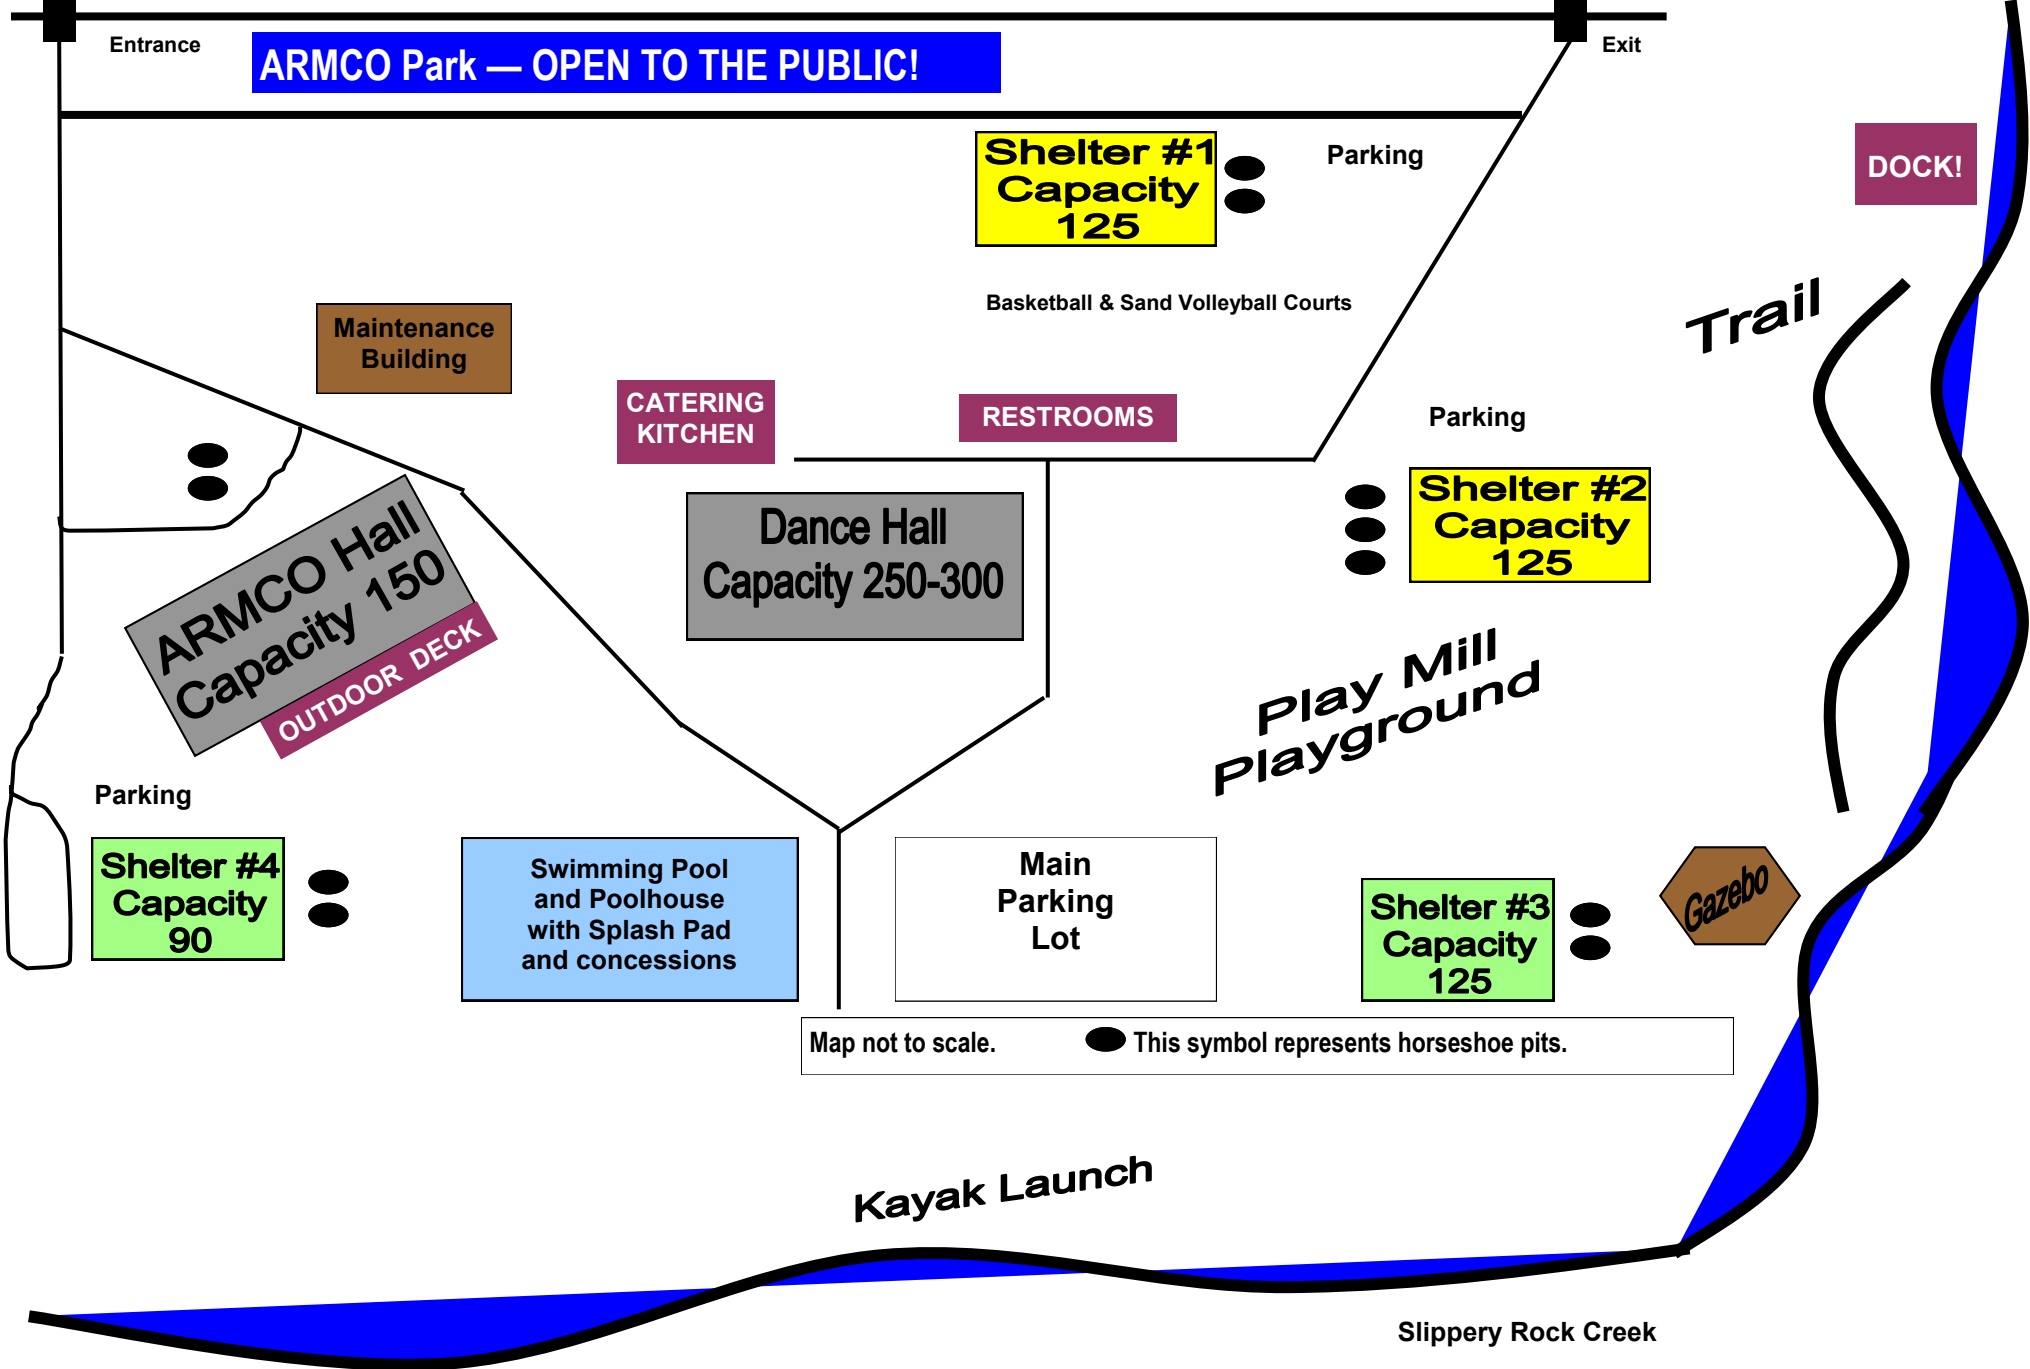 Entrance
ARMCO Park — OPEN TO THE PUBLIC!
Exit
Shelter #1
Capacity
125
Parking
DOCK!
Basketball & Sand Volleyball Courts
Trail
Maintenance
Building
CATERING
KITCHEN
RESTROOMS
Parking
ARMCO Hall
Capacity 150
OUTDOOR DECK
Dance Hall
Capacity 250-300
Shelter #2
Capacity
125
Play Mill
Playground
Parking
Shelter #4
Capacity
90
Swimming Pool
and Poolhouse
with Splash Pad
and concessions
Main
Parking
Lot
Shelter #3
Capacity
125
Gazebo
Map not to scale.
This symbol represents horseshoe pits.
Kayak Launch
Slippery Rock Creek